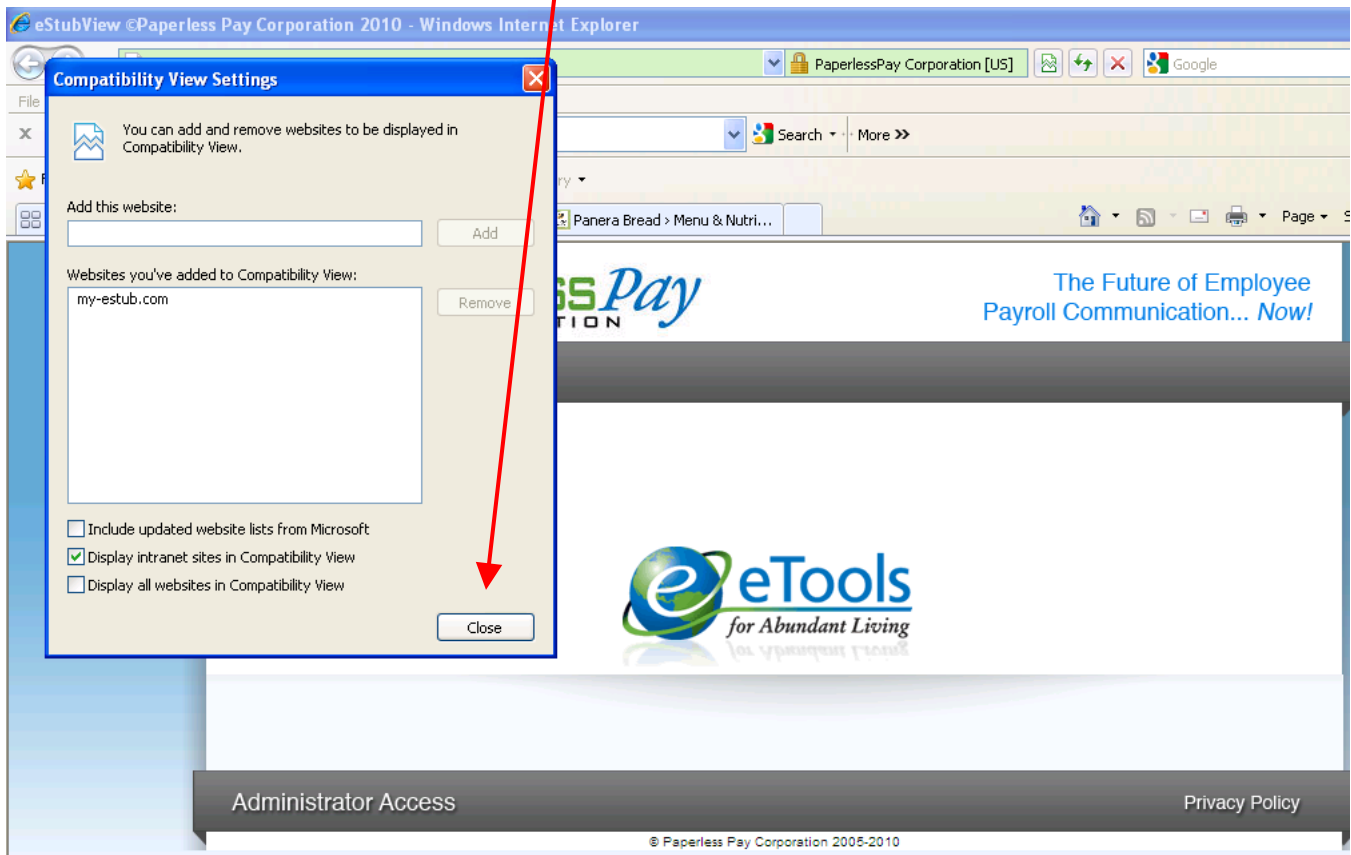 eStubView ©Paperless Pay Corporation 2010 - Windows Internet Explorer
PaperlessPay Corporation [US]
Google
Compatibility View Settings
File
You can add and remove websites to be displayed in
Compatibility View.
Search
More >>
Add this website:
Add
Panera Bread > Menu & Nutri...
Page
Websites you've added to Compatibility View:
my-estub.com
Remove
Pay
The Future of Employee
Payroll Communication... Now!
Include updated website lists from Microsoft
Display intranet sites in Compatibility View
Display all websites in Compatibility View
Close
eTools
for Abundant Living
Administrator Access
Privacy Policy
© Paperless Pay Corporation 2005-2010